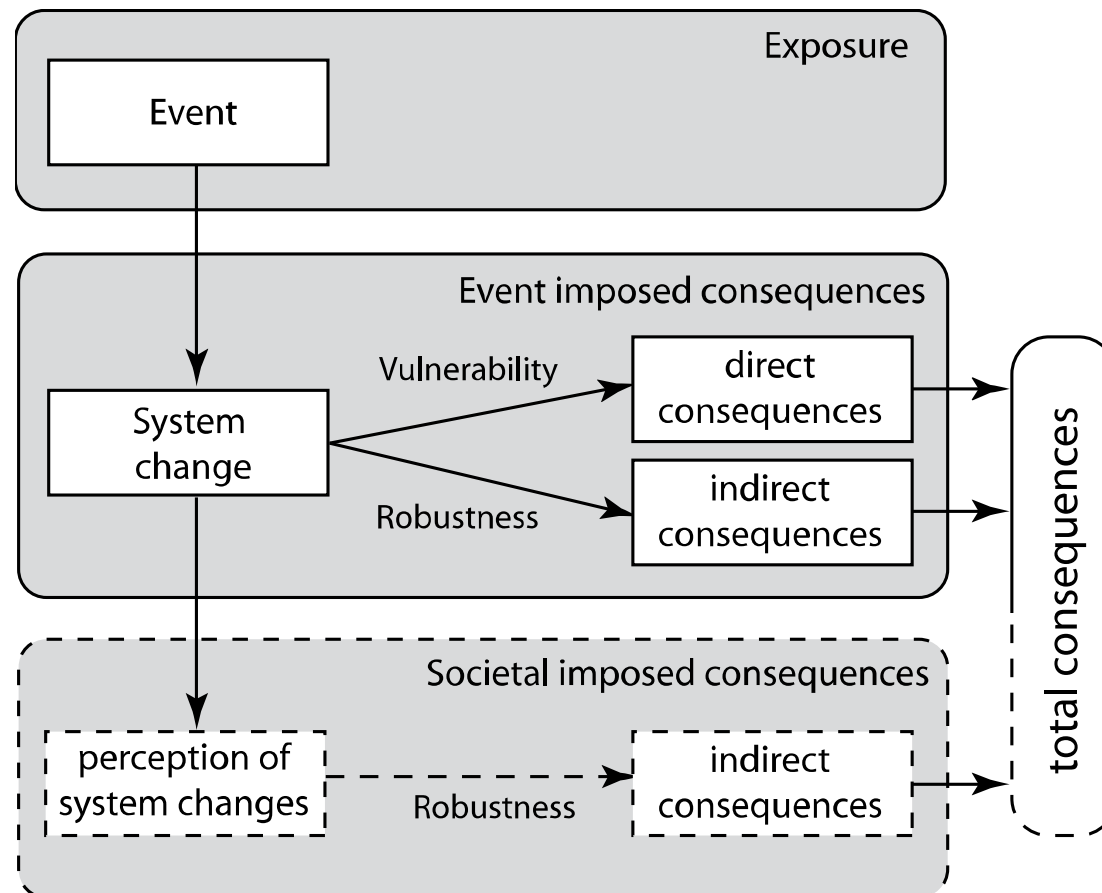 Exposure
Event
Event imposed consequences
Vulnerability
direct
consequences
System
change
Robustness
indirect
consequences
total consequences
Societal imposed consequences
perception of
system changes
Robustness
indirect
consequences